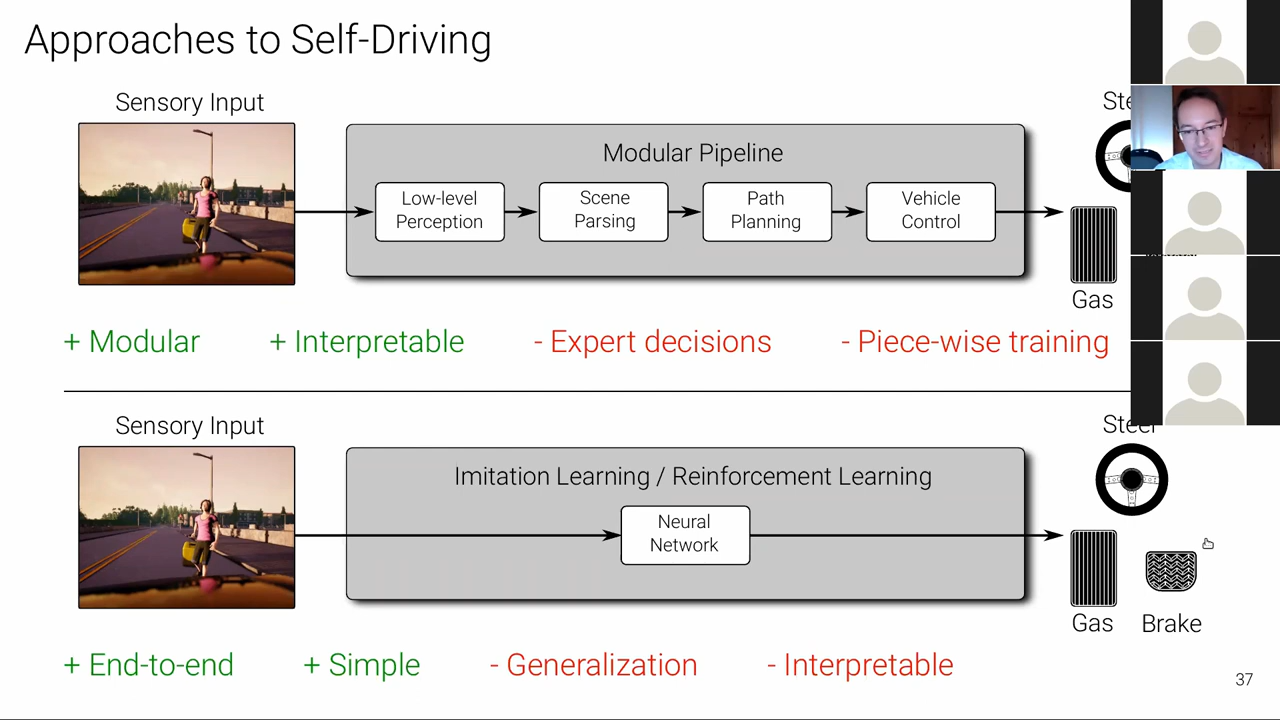 Approaches to Self-Driving
Sensory Input
Modular Pipeline
Low-level
Perception
Scene
Parsing
Path
Planning
Vehicle
Control
Gas
+ Modular
+ Interpretable
- Expert decisions
- Piece-wise training
Sensory Input
Steer
Imitation Learning / Reinforcement Learning
Neural
Network
Gas
Brake
+ End-to-end
+ Simple
- Generalization
- Interpretable
37